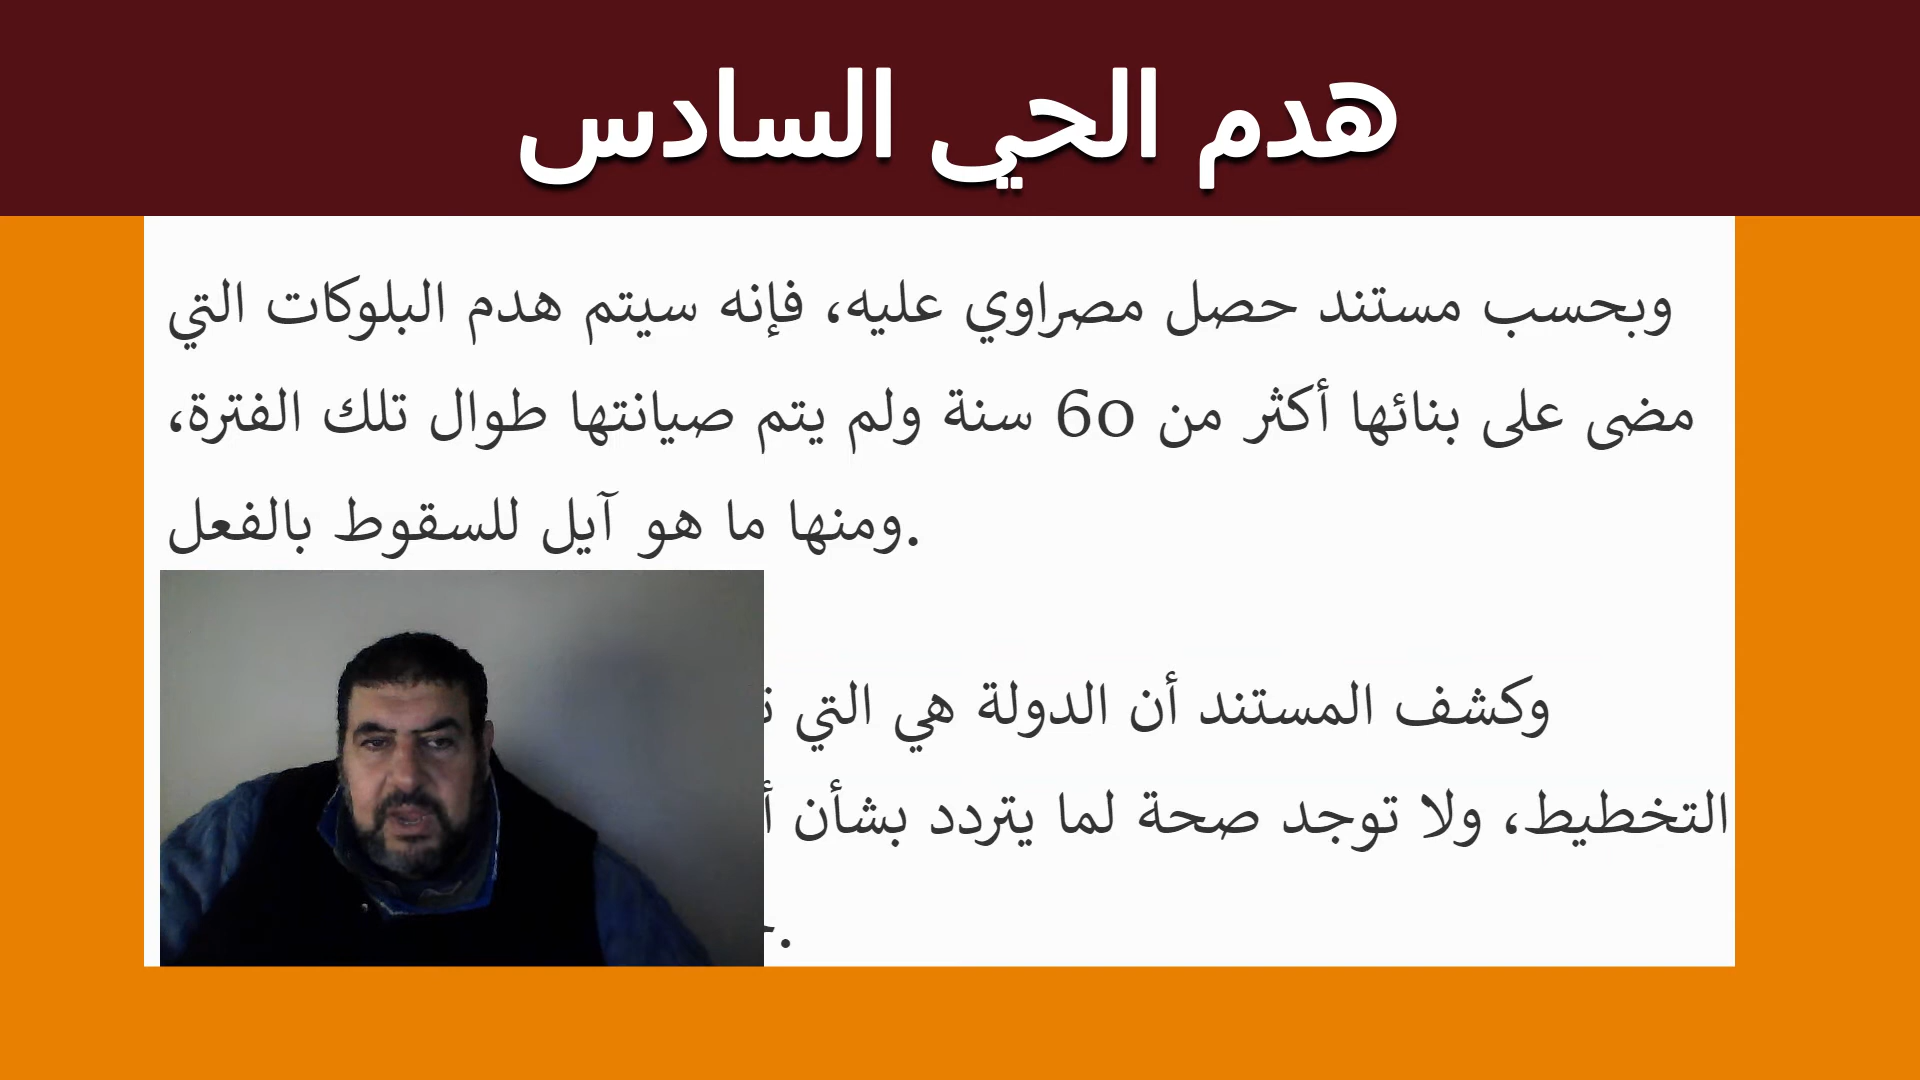 هدم الحي السادس
وبحسب مستند حصل مصراوي عليه، فإنه سيتم هدم البلوكات التي
مضى على بنائها أكثر من 60 سنة ولم يتم صيانتها طوال تلك الفترة،
ومنها ما هو آيل للسقوط بالفعل.
وكشف المستند أن الدولة هي التي
التخطيط، ولا توجد صحة لما يتردد بشأن